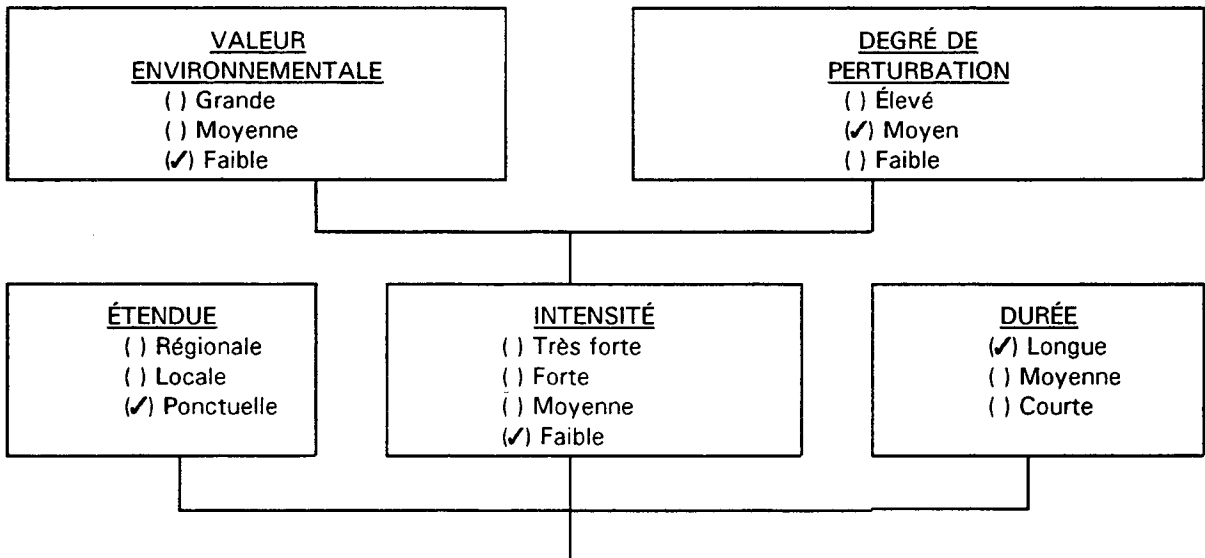 VALEUR
ENVIRONNEMENTALE
( ) Grande
( ) Moyenne
(✓) Faible
DEGRÉ DE
PERTURBATION
( ) Élevé
(✓) Moyen
( ) Faible
ÉTENDUE
( ) Régionale
( ) Locale
(✓) Ponctuelle
INTENSITÉ
( ) Très forte
( ) Forte
( ) Moyenne
(✓) Faible
DURÉE
(✓) Longue
( ) Moyenne
( ) Courte